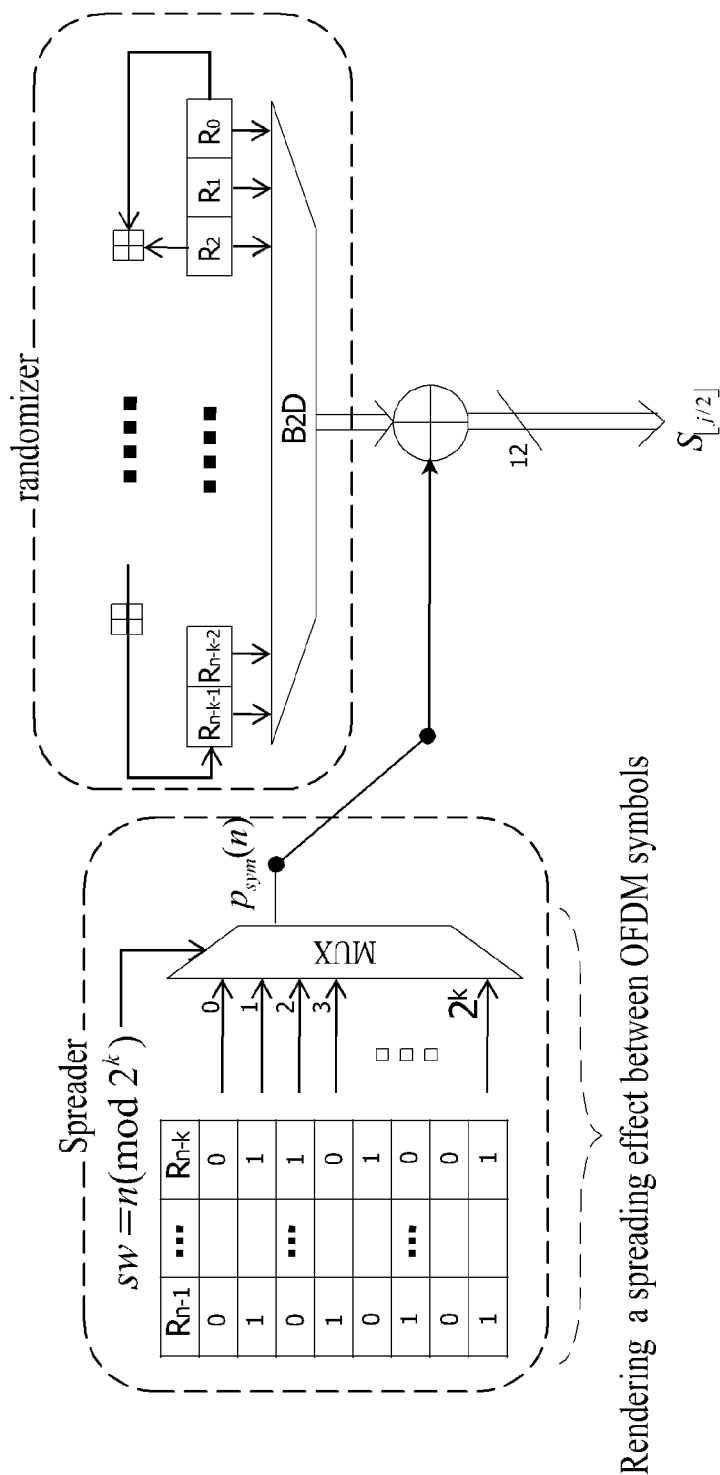 Spreader
sw = n(mod 2^k)
Rn-1 ... Rn-k
0 0
1 1
0 ... 1
1 0
0 1
1 ... 0
0 0
1 1
0
1
2
3
2^k
MUX
p_sym(n)
Rendering a spreading effect between OFDM symbols
randomizer
Rn-k-1 Rn-k-2 R2 R1 R0
B2D
12
S⌊j/2⌋